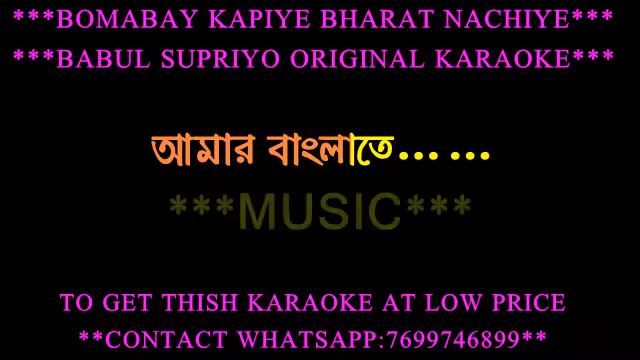 ***BOMABAY KAPIYE BHARAT NACHIYE***
***BABUL SUPRIYO ORIGINAL KARAOKE***
আমার বাংলাতে... ...
***MUSIC***
TO GET THISH KARAOKE AT LOW PRICE
**CONTACT WHATSAPP:7699746899**